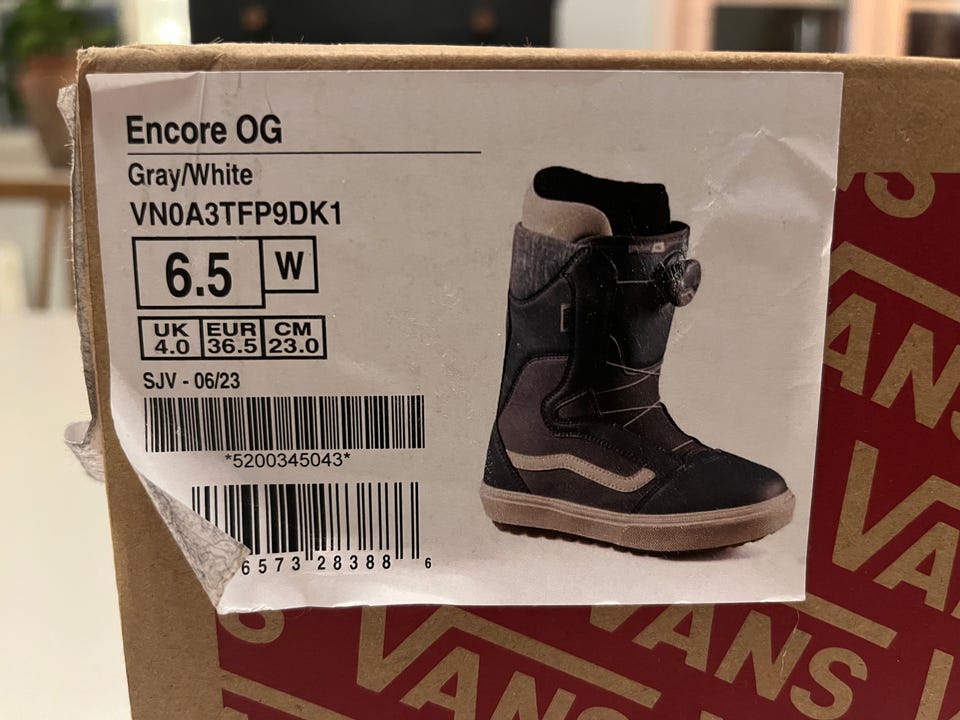 Encore OG
Gray/White
VN0A3TFP9DK1
6.5 W
UK EUR CM
4.0 36.5 23.0
SJV - 06/23
*5200345043*
6573 28388 6
VANS
VANS
VANS
VANS